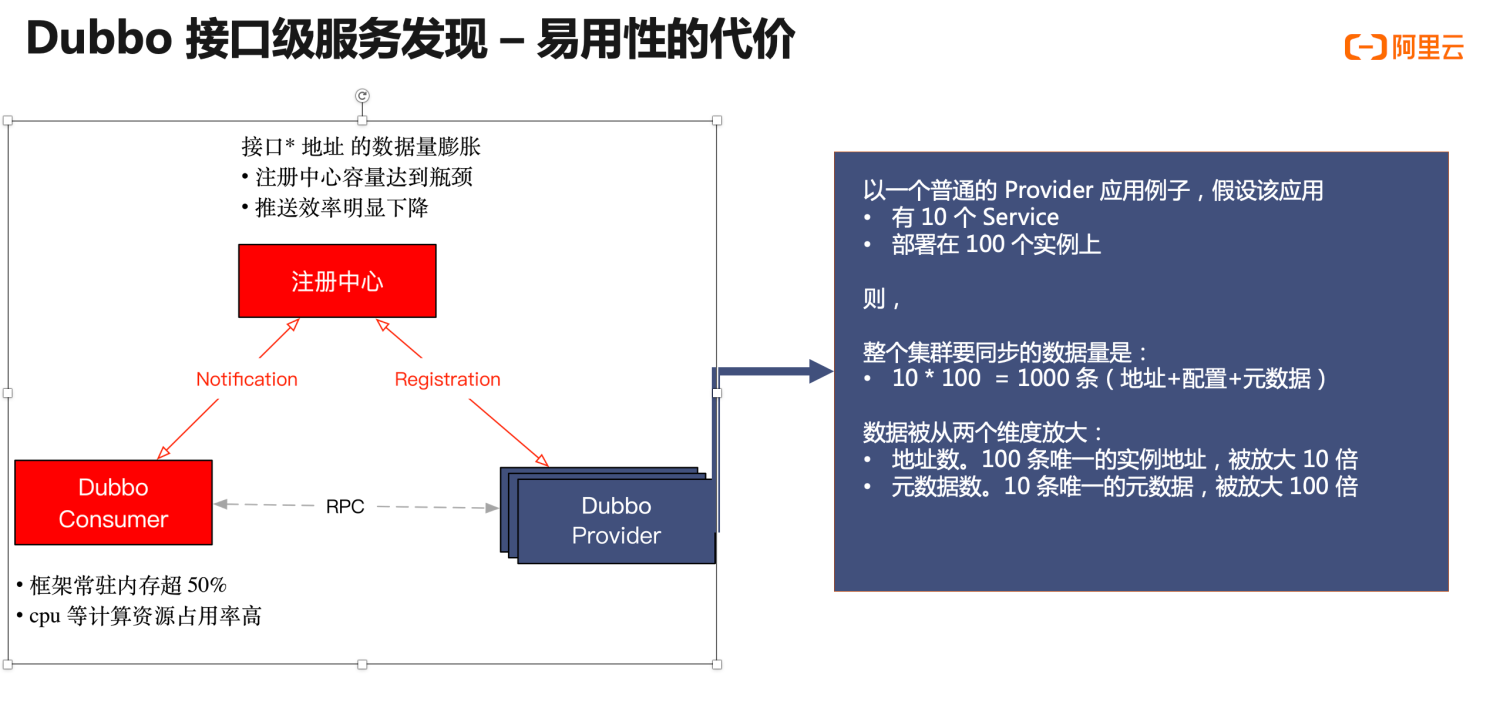 Dubbo 接口级服务发现 – 易用性的代价
阿里云
接口* 地址 的数据量膨胀
• 注册中心容量达到瓶颈
• 推送效率明显下降
注册中心
Notification
Registration
Dubbo
Consumer
RPC
Dubbo
Provider
• 框架常驻内存超 50%
• cpu 等计算资源占用率高
以一个普通的 Provider 应用例子，假设该应用
• 有 10 个 Service
• 部署在 100 个实例上
则，
整个集群要同步的数据量是：
• 10 * 100 = 1000 条（地址+配置+元数据）
数据被从两个维度放大：
• 地址数。100 条唯一的实例地址，被放大 10 倍
• 元数据数。10 条唯一的元数据，被放大 100 倍